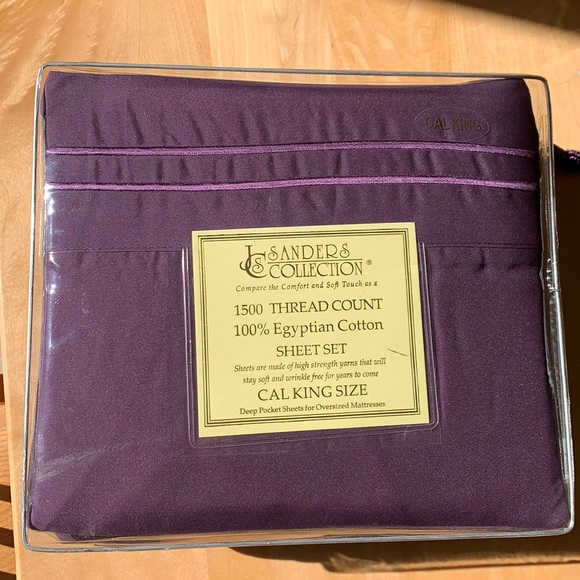 CAL KING
JCS SANDERS
COLLECTION®
Compare the Comfort and Soft Touch as a
1500 THREAD COUNT
100% Egyptian Cotton
SHEET SET
Sheets are made of high strength yarns that will
stay soft and wrinkle free for years to come
CAL KING SIZE
Deep Pocket Sheets for Oversized Mattresses